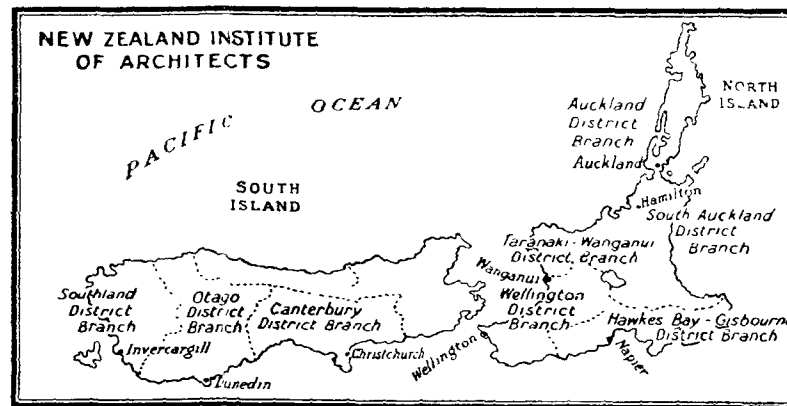 NEW ZEALAND INSTITUTE
OF ARCHITECTS
PACIFIC OCEAN
NORTH
ISLAND
Auckland
District
Branch
Auckland
SOUTH
ISLAND
Hamilton
South Auckland
District
Branch
Taranaki-Wanganui
District Branch
Wanganui
Wellington
District
Branch
Southland
District
Branch
Otago
District
Branch
Canterbury
District Branch
Hawkes Bay - Gisbourne
District Branch
Invercargill
Christchurch
Wellington
Napier
Dunedin